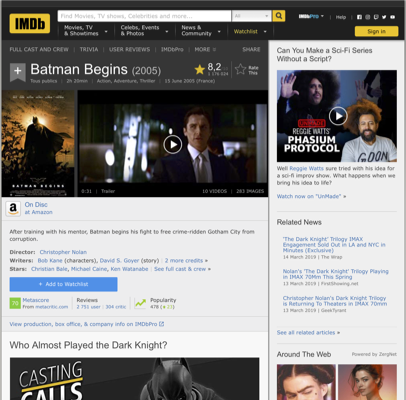 IMDb
Find Movies, TV shows, Celebrities and more...
All
IMDbPro
Help
Movies, TV & Showtimes
Celebs, Events & Photos
News & Community
Watchlist
Sign in
FULL CAST AND CREW | TRIVIA | USER REVIEWS | IMDbPro | MORE
SHARE
Batman Begins (2005)
Tous publics | 2h 20min | Action, Adventure, Thriller | 15 June 2005 (France)
8,2
Rate This
BATMAN BEGINS
0:31 | Trailer
10 VIDEOS | 283 IMAGES
On Disc
at Amazon
After training with his mentor, Batman begins his fight to free crime-ridden Gotham City from
corruption.
Director: Christopher Nolan
Writers: Bob Kane (characters), David S. Goyer (story) | 2 more credits »
Stars: Christian Bale, Michael Caine, Ken Watanabe | See full cast & crew »
+ Add to Watchlist
70
Metascore
From metacritic.com
Reviews
2 751 user | 304 critic
Popularity
View production, box office, & company info on IMDbPro
Who Almost Played the Dark Knight?
CASTING
CALLS
Can You Make a Sci-Fi Series
Without a Script?
UNMADE
REGGIE WATTS'
PHASIUM
PROTOCOL
Well Reggie Watts sure tried with his idea for
a sci-fi improv show. What happens when we
bring his idea to life?
Watch now on "UnMade" »
Related News
'The Dark Knight' Trilogy IMAX
Engagement Sold Out in LA and NYC in
Minutes (Exclusive)
14 March 2019 | The Wrap
Nolan's 'The Dark Knight' Trilogy Playing
in IMAX 70Mm This Spring
13 March 2019 | FirstShowing.net
Christopher Nolan's Dark Knight Trilogy
is Returning To Theaters in IMAX 70mm
13 March 2019 | GeekTyrant
See all related articles »
Around The Web
Powered by ZergNet